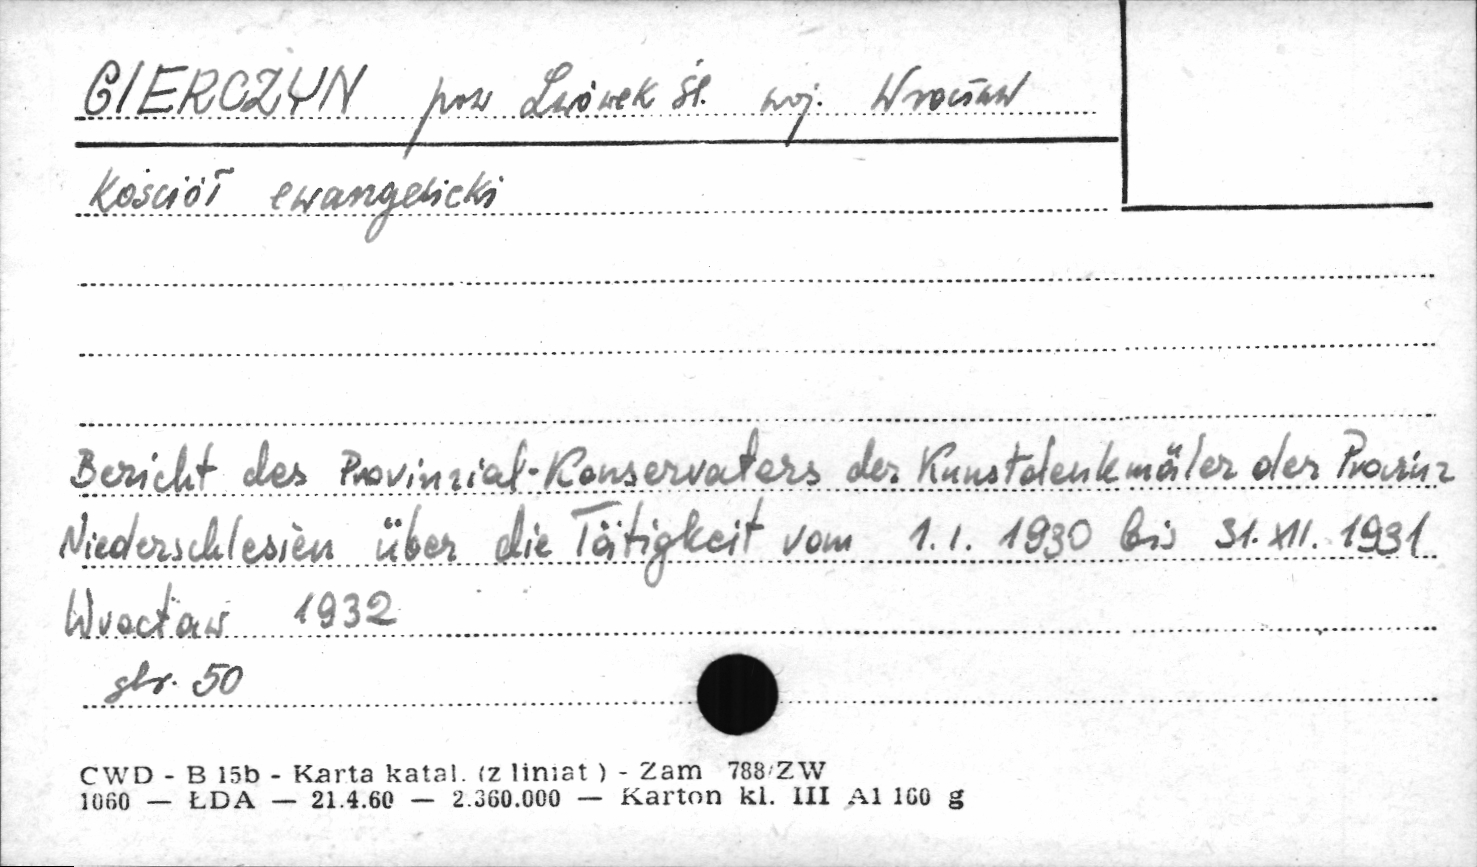 GIERCZYN pow Lwówek Śl. woj. Wrocław
Kościół ewangelicki
Bericht des Provinzial-Konservators der Kunstdenkmäler der Provinz
Niederschlesien über die Tätigkeit vom 1.I. 1930 bis 31.XII. 1931
Wrocław 1932
str. 50
CWD - B 15b - Karta katal. (z liniat) - Zam 788/ZW
1060 — ŁDA — 21.4.60 — 2.360.000 — Karton kl. III A1 160 g